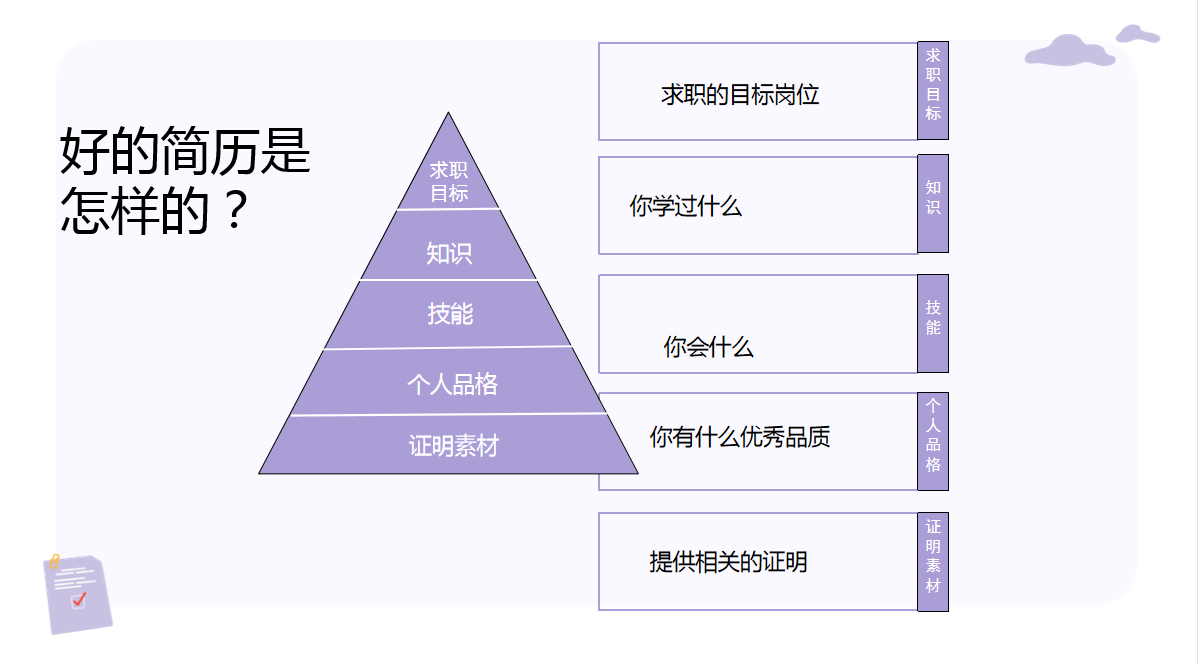 好的简历是
怎样的？
求职
目标
知识
技能
个人品格
证明素材
求职的目标岗位
求职目标
你学过什么
知识
你会什么
技能
你有什么优秀品质
个人品格
提供相关的证明
证明素材